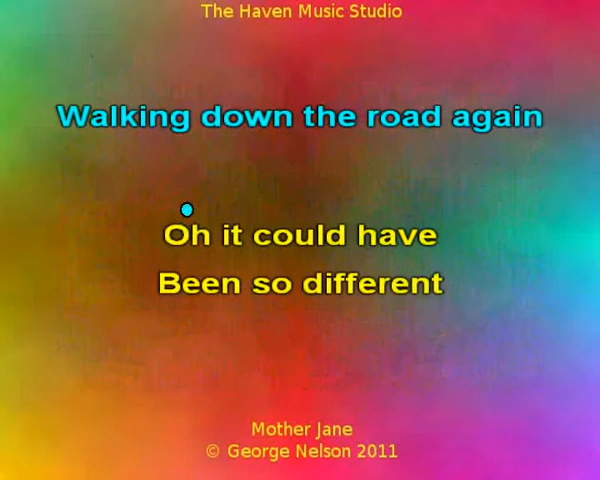 The Haven Music Studio
Walking down the road again
Oh it could have
Been so different
Mother Jane
© George Nelson 2011